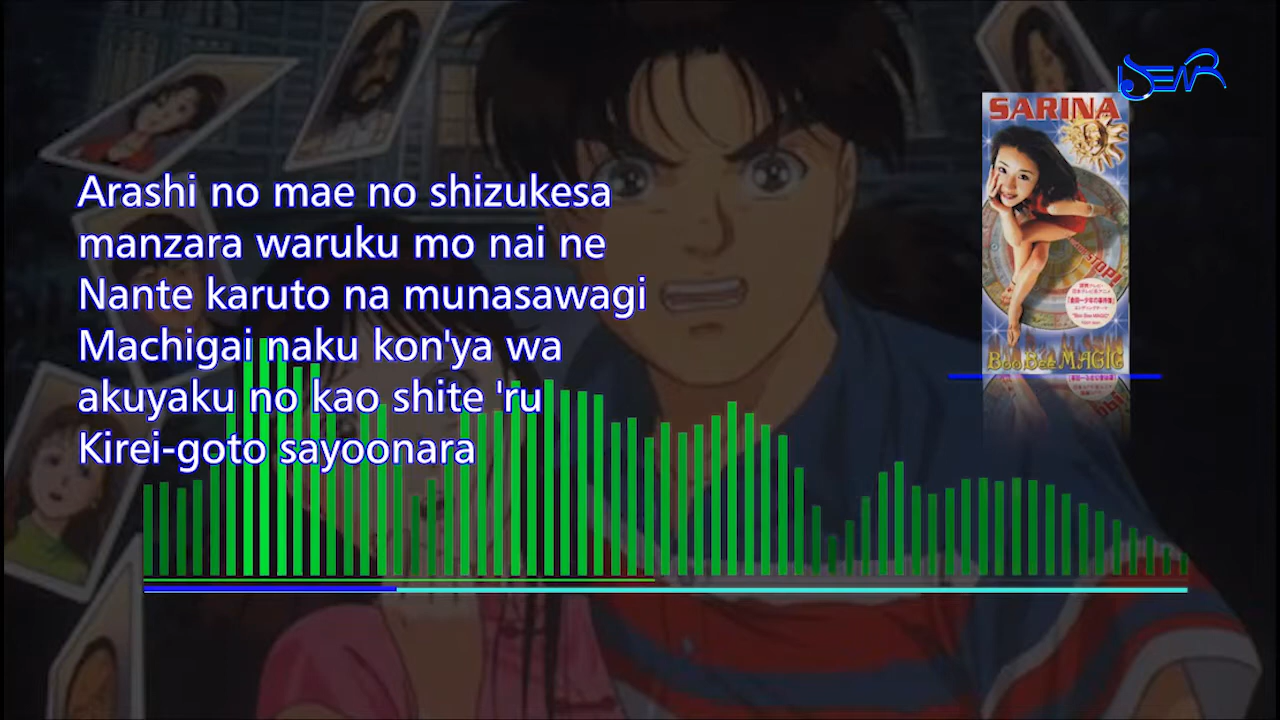 SARINA
Arashi no mae no shizukesa
manzara waruku mo nai ne
Nante karuto na munasawagi
Machigai naku kon'ya wa
akuyaku no kao shite 'ru
Kirei-goto sayoonara
STOP!
Boo Bee MAGIC